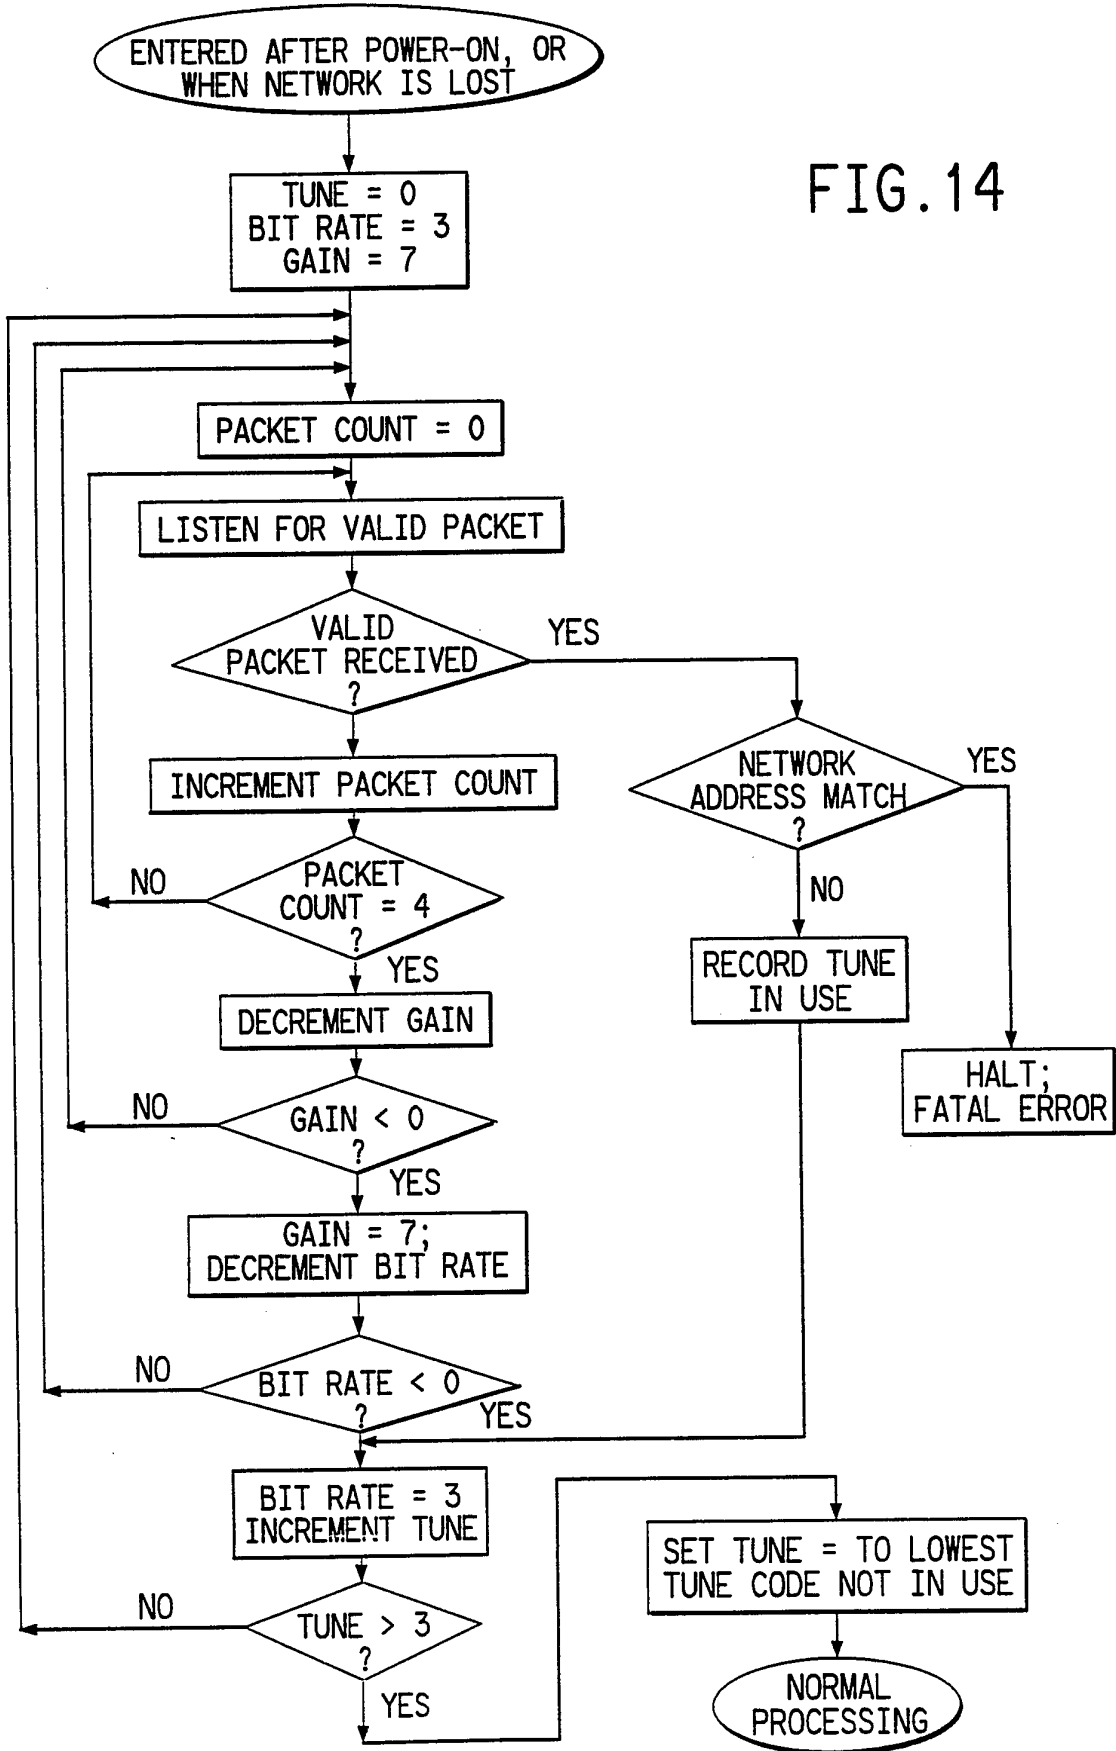 ENTERED AFTER POWER-ON, OR
WHEN NETWORK IS LOST
FIG.14
TUNE = 0
BIT RATE = 3
GAIN = 7
PACKET COUNT = 0
LISTEN FOR VALID PACKET
VALID
PACKET RECEIVED
?
YES
INCREMENT PACKET COUNT
NETWORK
ADDRESS MATCH
?
YES
NO
PACKET
COUNT = 4
?
NO
YES
RECORD TUNE
IN USE
DECREMENT GAIN
HALT;
FATAL ERROR
GAIN < 0
?
NO
YES
GAIN = 7;
DECREMENT BIT RATE
BIT RATE < 0
?
NO
YES
BIT RATE = 3
INCREMENT TUNE
SET TUNE = TO LOWEST
TUNE CODE NOT IN USE
TUNE > 3
?
NO
YES
NORMAL
PROCESSING